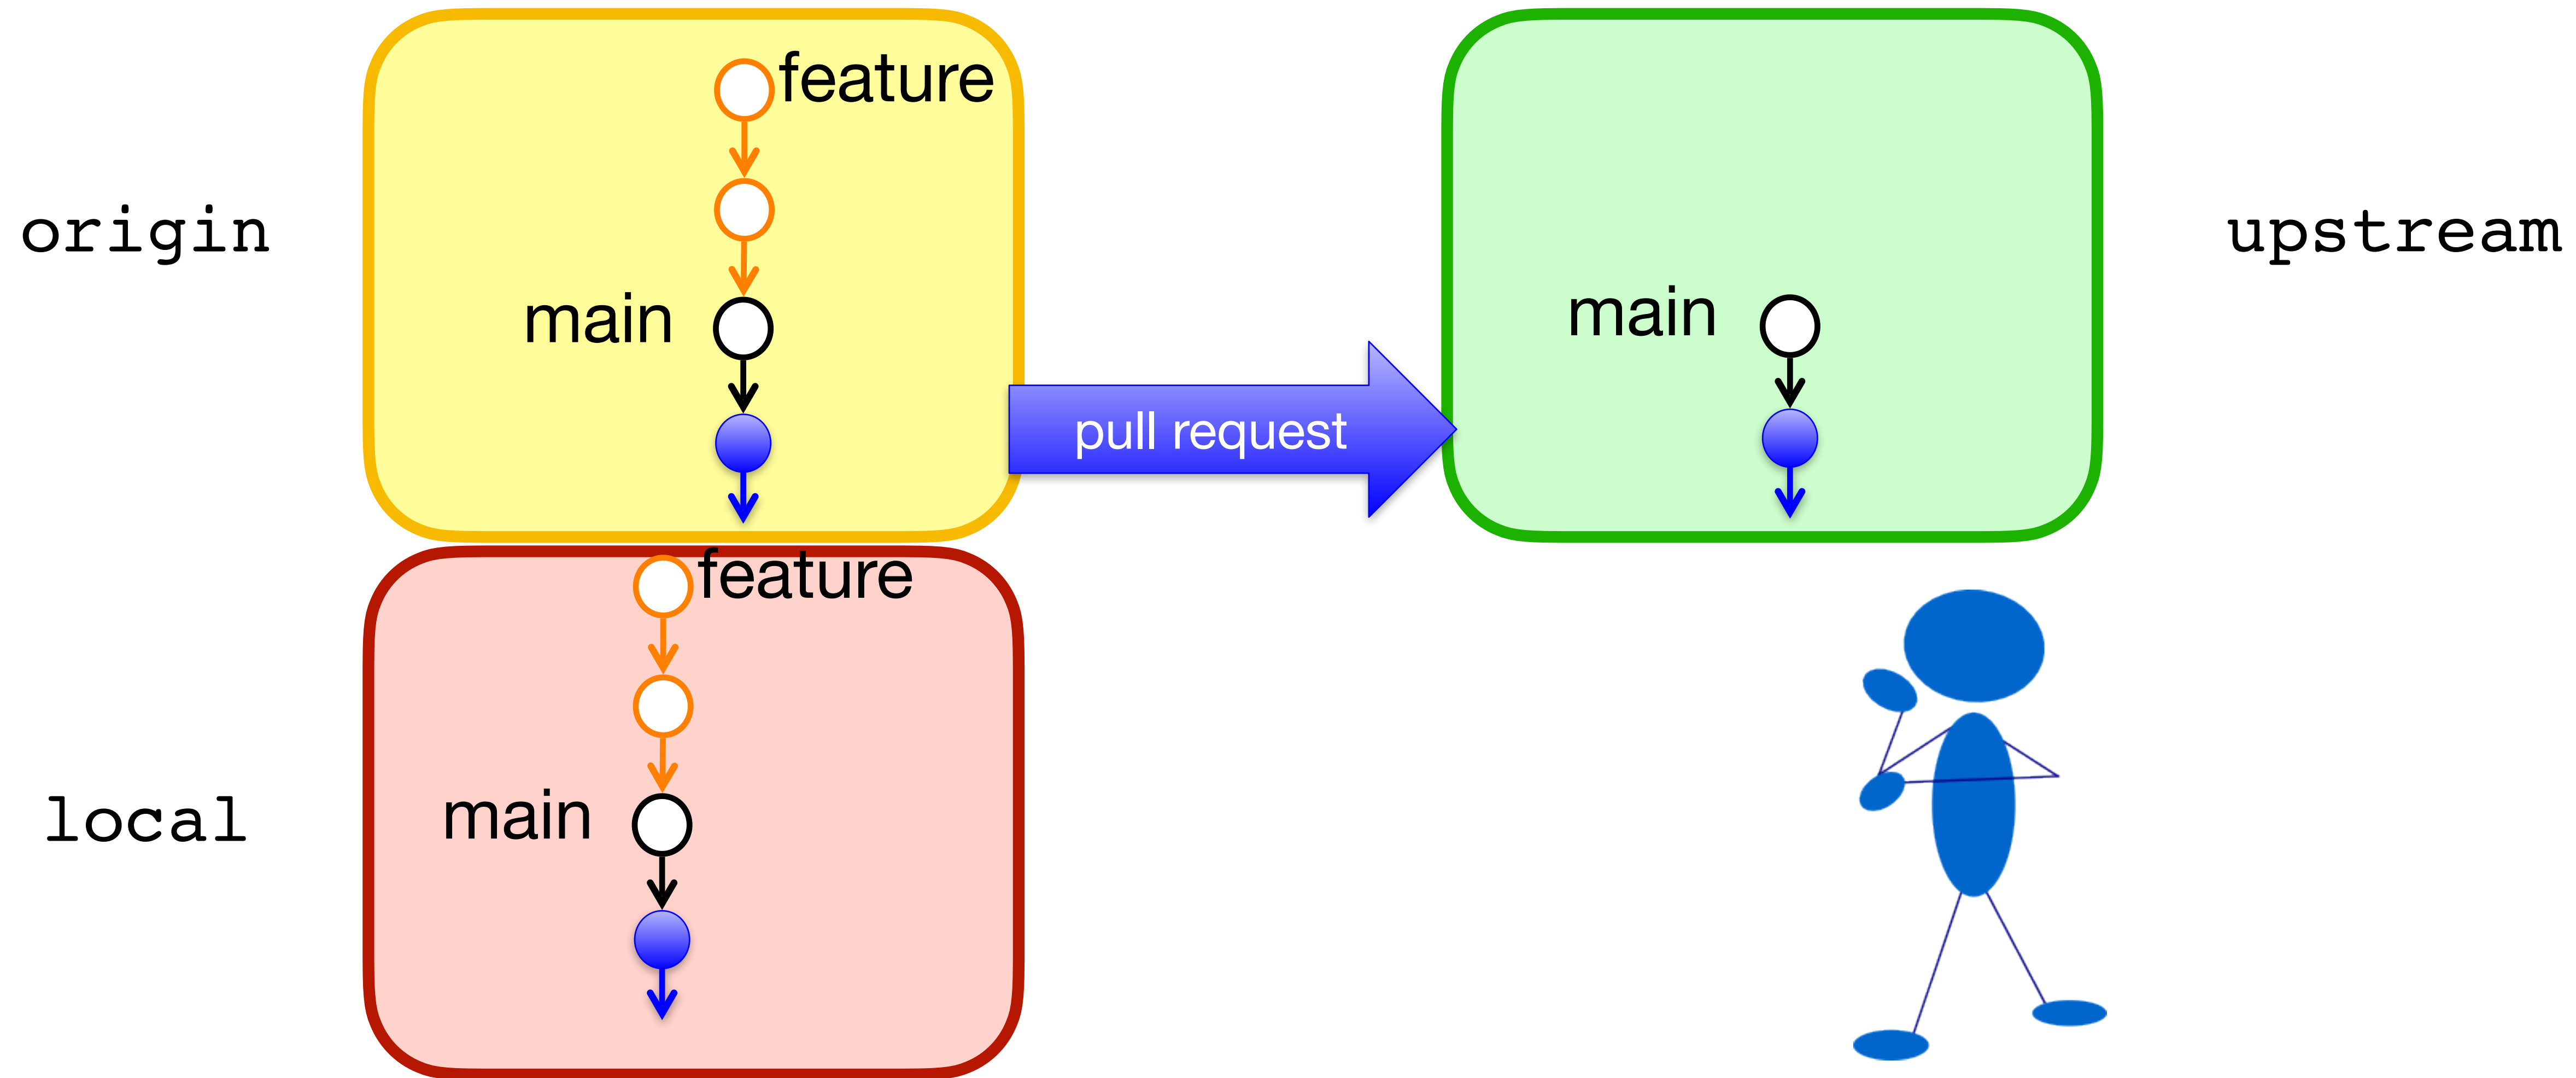 feature
origin
main
pull request
main
upstream
feature
local
main